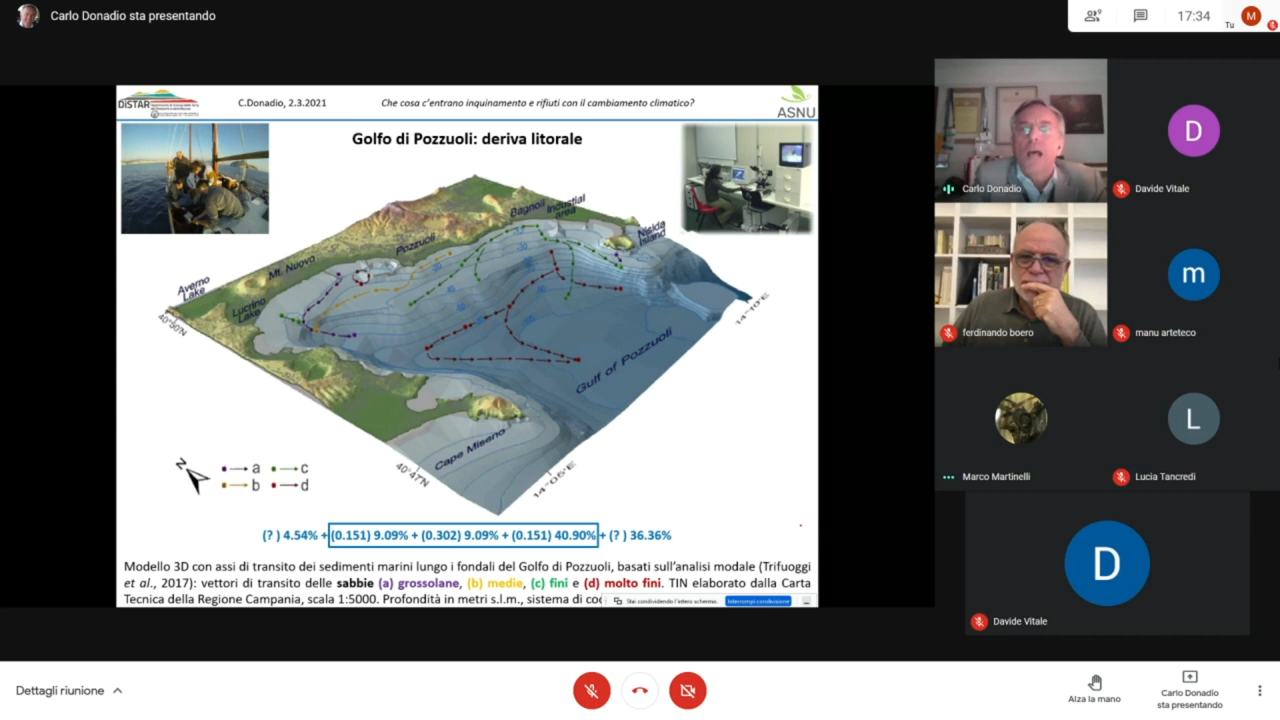 Carlo Donadio sta presentando
9
17:34
Tu
M
DiSTAR
C.Donadio, 2.3.2021
Che cosa c'entrano inquinamento e rifiuti con il cambiamento climatico?
ASNU
Golfo di Pozzuoli: deriva litorale
Bagnoli Industrial
area
Nisida
Island
Pozzuoli
Mt. Nuovo
Averno
Lake
Lucrino
Lake
40°50'N
14°10'E
Gulf of Pozzuoli
Cape Miseno
40°47'N
14°05'E
N
a
c
b
d
(? ) 4.54% + (0.151) 9.09% + (0.302) 9.09% + (0.151) 40.90% + (? ) 36.36%
Modello 3D con assi di transito dei sedimenti marini lungo i fondali del Golfo di Pozzuoli, basati sull'analisi modale (Trifuoggi
et al., 2017): vettori di transito delle sabbie (a) grossolane, (b) medie, (c) fini e (d) molto fini. TIN elaborato dalla Carta
Tecnica della Regione Campania, scala 1:5000. Profondità in metri s.l.m., sistema di coo
Stai condividendo l'intero schermo.
Interrompi condivisione
Carlo Donadio
D
Davide Vitale
ferdinando boero
m
manu arteteco
Marco Martinelli
L
Lucia Tancredi
D
Davide Vitale
Dettagli riunione
Alza la mano
Carlo Donadio
sta presentando